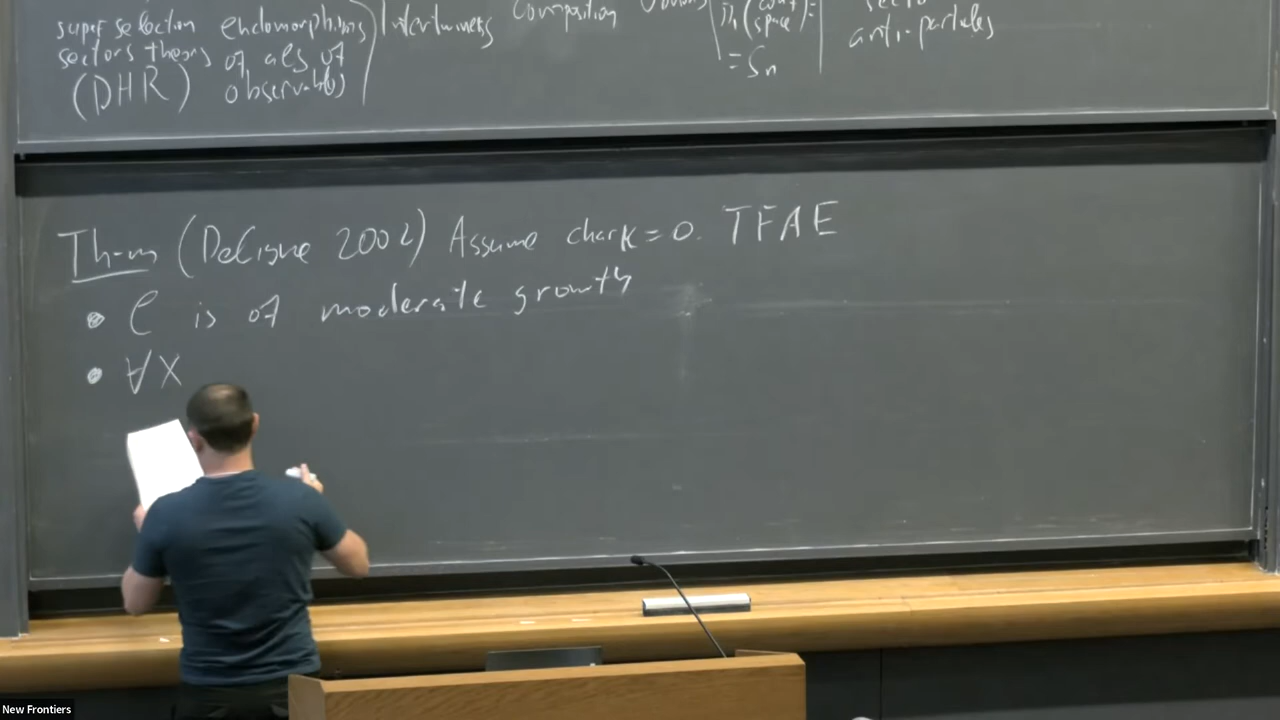 super selection endomorphisms Intertwiners Composition
sectors theory of als of
(DHR) observables = Sn anti-particles
Thm (Deligne 2002) Assume char k = 0. TFAE
• C is of moderate growth
• ∀X
New Frontiers